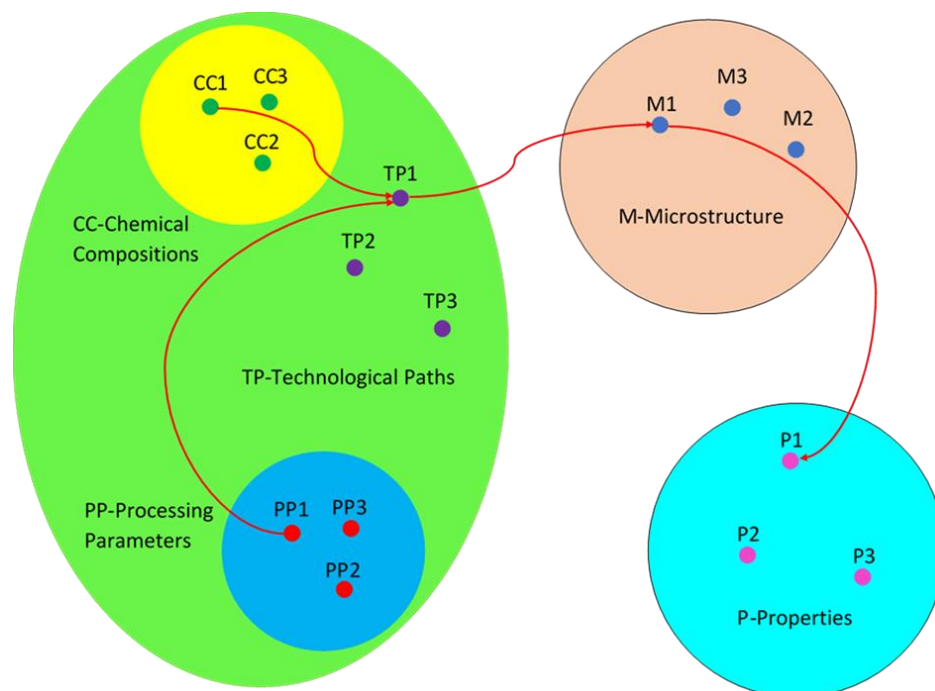 CC1
CC3
CC2
CC-Chemical
Compositions
TP1
TP2
TP3
TP-Technological Paths
PP-Processing
Parameters
PP1
PP3
PP2
M3
M1
M2
M-Microstructure
P1
P2
P3
P-Properties